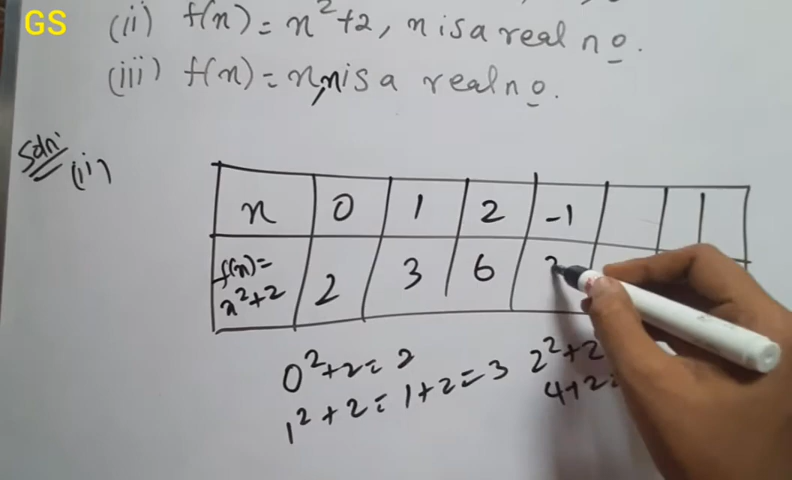 GS
(ii) f(x) = x²+2, x is a real no.
(iii) f(x) = x, x is a real no.
Soln:
(ii)
x 0 1 2 -1
f(x) = x²+2 2 3 6
0²+2 = 2
2²+2
1²+2 = 1+2 = 3
4+2 =